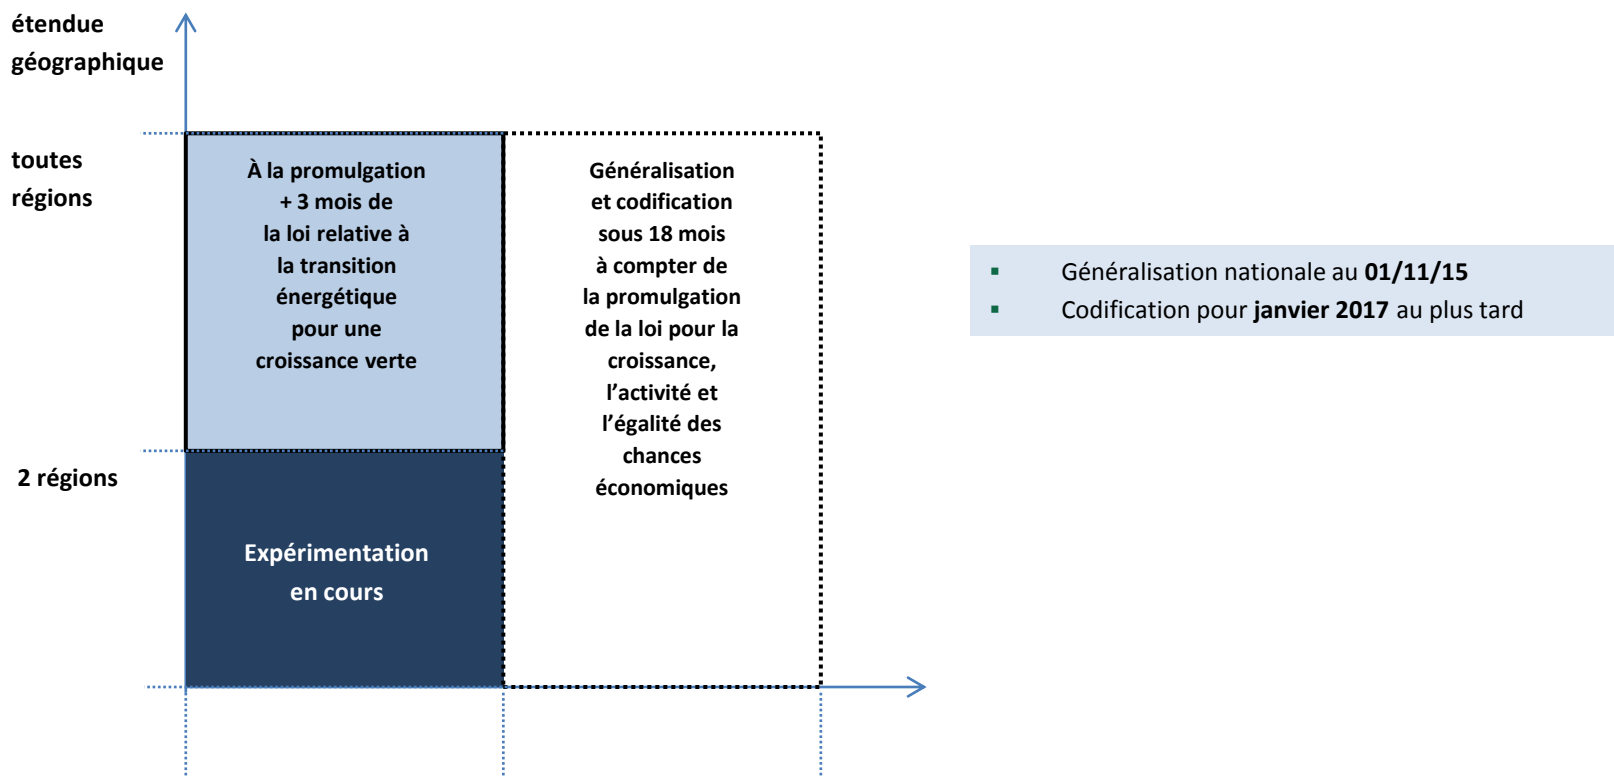 étendue
géographique
toutes
régions
2 régions
À la promulgation
+ 3 mois de
la loi relative à
la transition
énergétique
pour une
croissance verte
Expérimentation
en cours
Généralisation
et codification
sous 18 mois
à compter de
la promulgation
de la loi pour la
croissance,
l’activité et
l’égalité des
chances
économiques
▪ Généralisation nationale au 01/11/15
▪ Codification pour janvier 2017 au plus tard